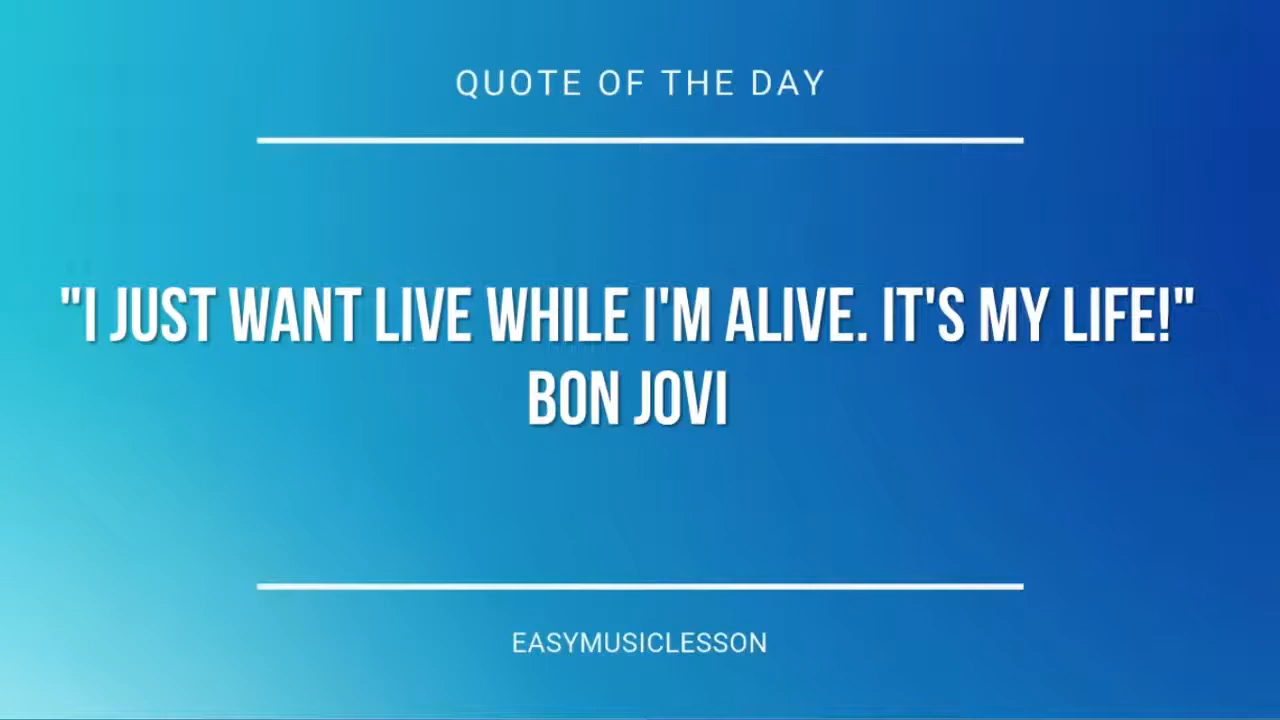 QUOTE OF THE DAY
"I JUST WANT LIVE WHILE I'M ALIVE. IT'S MY LIFE!"
BON JOVI
EASYMUSICLESSON